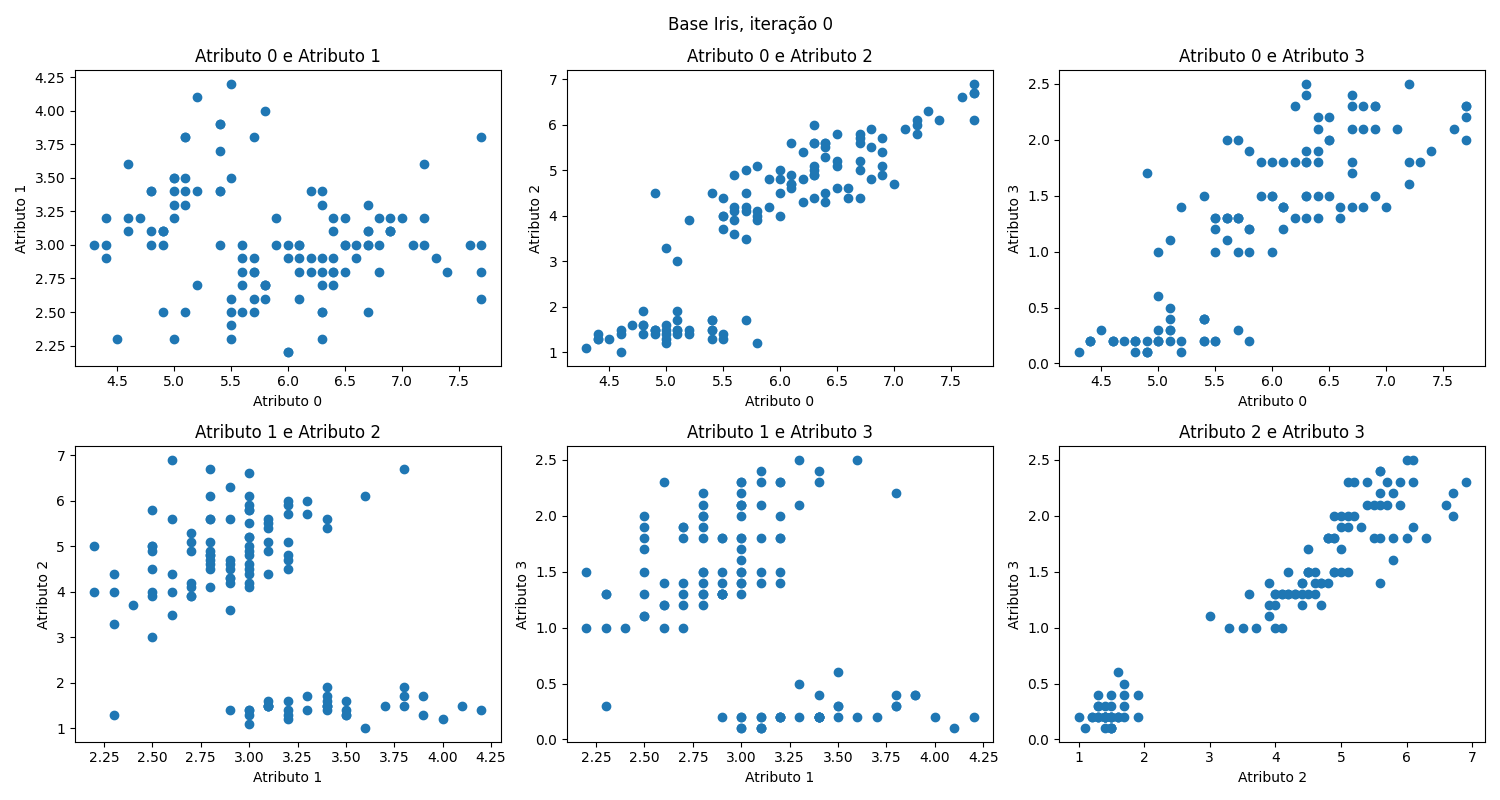 Base Iris, iteração 0
Atributo 0 e Atributo 1
4.25
4.00
3.75
3.50
3.25
3.00
2.75
2.50
2.25
Atributo 1
4.5 5.0 5.5 6.0 6.5 7.0 7.5
Atributo 0
Atributo 0 e Atributo 2
7
6
5
4
3
2
1
Atributo 2
4.5 5.0 5.5 6.0 6.5 7.0 7.5
Atributo 0
Atributo 0 e Atributo 3
2.5
2.0
1.5
1.0
0.5
0.0
Atributo 3
4.5 5.0 5.5 6.0 6.5 7.0 7.5
Atributo 0
Atributo 1 e Atributo 2
7
6
5
4
3
2
1
Atributo 2
2.25 2.50 2.75 3.00 3.25 3.50 3.75 4.00 4.25
Atributo 1
Atributo 1 e Atributo 3
2.5
2.0
1.5
1.0
0.5
0.0
Atributo 3
2.25 2.50 2.75 3.00 3.25 3.50 3.75 4.00 4.25
Atributo 1
Atributo 2 e Atributo 3
2.5
2.0
1.5
1.0
0.5
0.0
Atributo 3
1 2 3 4 5 6 7
Atributo 2